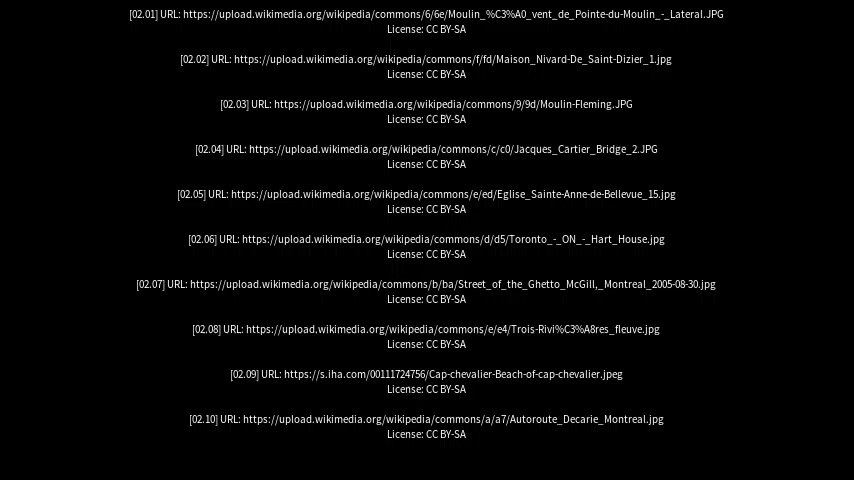 [02.01] URL: https://upload.wikimedia.org/wikipedia/commons/6/6e/Moulin_%C3%A0_vent_de_Pointe-du-Moulin_-_Lateral.JPG
License: CC BY-SA
[02.02] URL: https://upload.wikimedia.org/wikipedia/commons/f/fd/Maison_Nivard-De_Saint-Dizier_1.jpg
License: CC BY-SA
[02.03] URL: https://upload.wikimedia.org/wikipedia/commons/9/9d/Moulin-Fleming.JPG
License: CC BY-SA
[02.04] URL: https://upload.wikimedia.org/wikipedia/commons/c/c0/Jacques_Cartier_Bridge_2.JPG
License: CC BY-SA
[02.05] URL: https://upload.wikimedia.org/wikipedia/commons/e/ed/Eglise_Sainte-Anne-de-Bellevue_15.jpg
License: CC BY-SA
[02.06] URL: https://upload.wikimedia.org/wikipedia/commons/d/d5/Toronto_-_ON_-_Hart_House.jpg
License: CC BY-SA
[02.07] URL: https://upload.wikimedia.org/wikipedia/commons/b/ba/Street_of_the_Ghetto_McGill,_Montreal_2005-08-30.jpg
License: CC BY-SA
[02.08] URL: https://upload.wikimedia.org/wikipedia/commons/e/e4/Trois-Rivi%C3%A8res_fleuve.jpg
License: CC BY-SA
[02.09] URL: https://s.iha.com/00111724756/Cap-chevalier-Beach-of-cap-chevalier.jpeg
License: CC BY-SA
[02.10] URL: https://upload.wikimedia.org/wikipedia/commons/a/a7/Autoroute_Decarie_Montreal.jpg
License: CC BY-SA